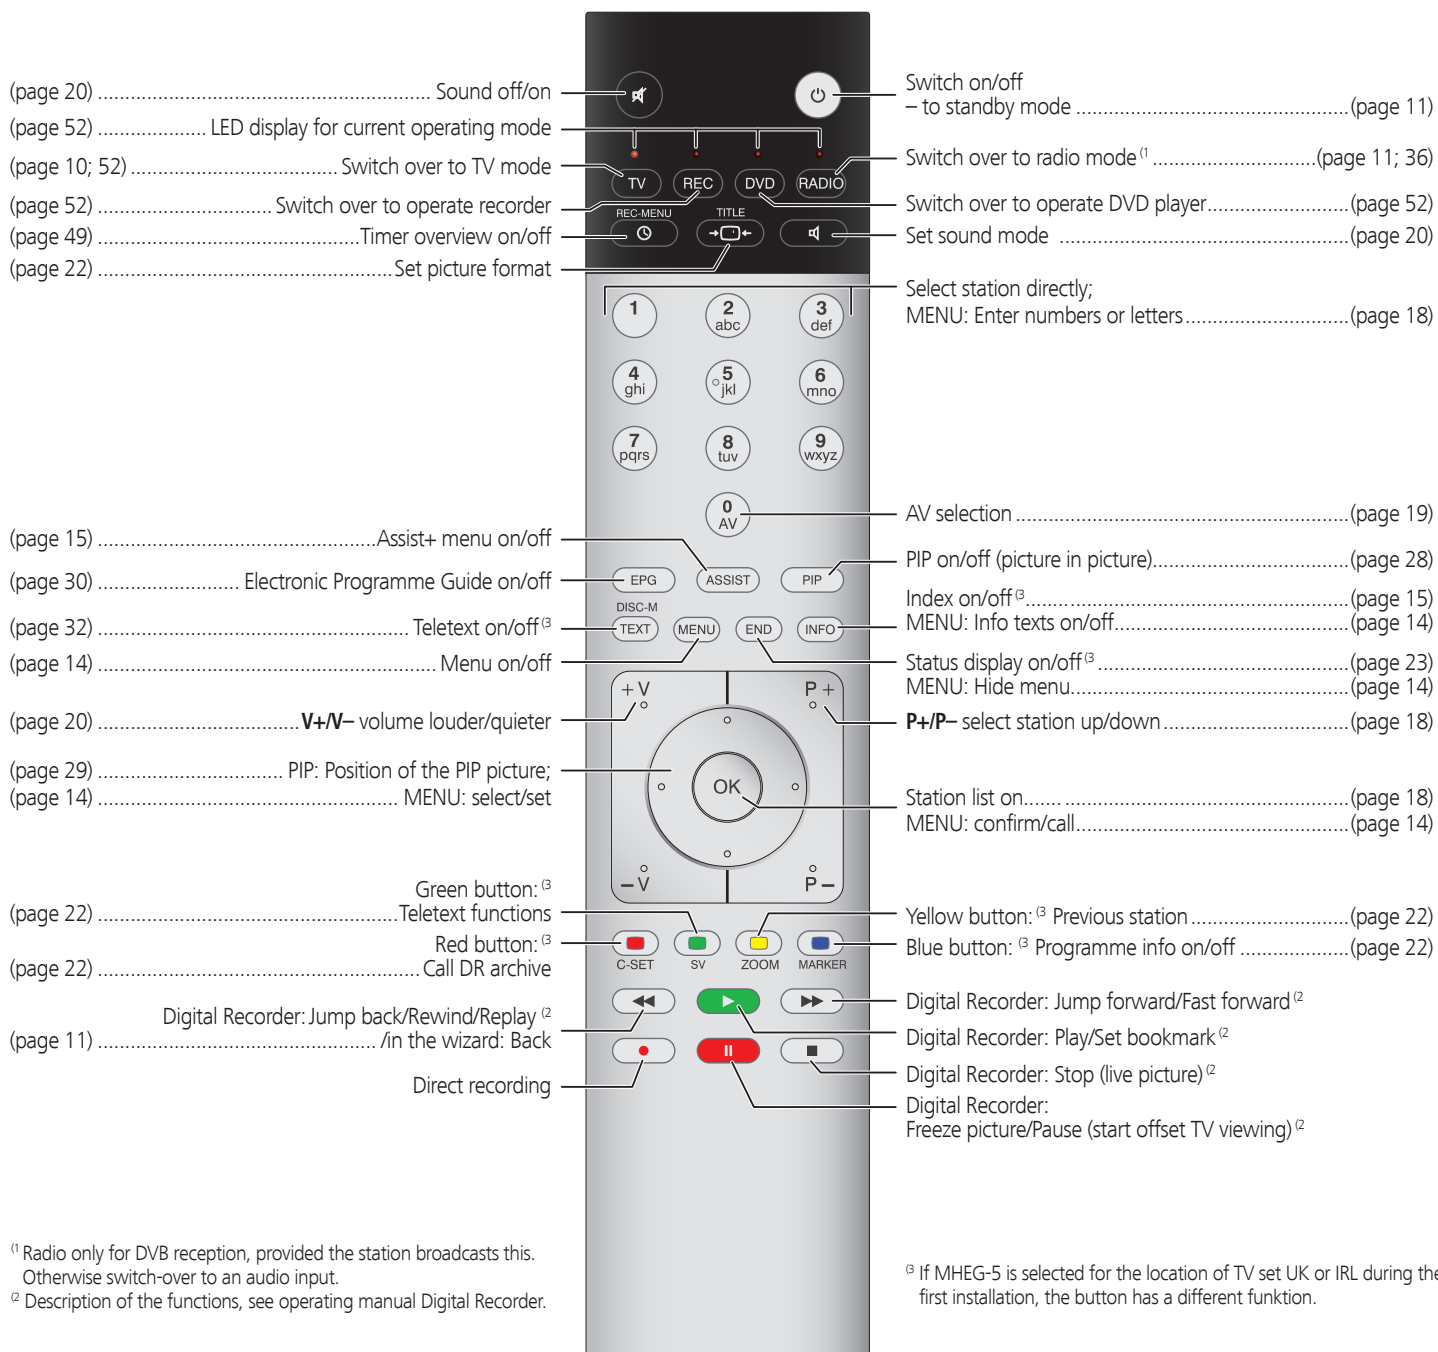 (page 20) .................................................. Sound off/on
(page 52) .................... LED display for current operating mode
(page 10; 52) ................................... Switch over to TV mode
(page 52) .............................. Switch over to operate recorder
(page 49) ............................................Timer overview on/off
(page 22) .................................................Set picture format
Switch on/off
– to standby mode .........................................(page 11)
Switch over to radio mode (1 .........................(page 11; 36)
Switch over to operate DVD player.....................(page 52)
Set sound mode ............................................(page 20)
Select station directly;
MENU: Enter numbers or letters.........................(page 18)
TV REC DVD RADIO
REC-MENU TITLE
1 2 abc 3 def
4 ghi 5 jkl 6 mno
7 pqrs 8 tuv 9 wxyz
0 AV
(page 15) ..........................................Assist+ menu on/off
(page 30) ..................... Electronic Programme Guide on/off
(page 32) ............................................... Teletext on/off (3
(page 14) ................................................... Menu on/off
(page 20) ...............................V+/V– volume louder/quieter
(page 29) ............................ PIP: Position of the PIP picture;
(page 14) ............................................. MENU: select/set
AV selection ..................................................(page 19)
PIP on/off (picture in picture).............................(page 28)
Index on/off (3................................................(page 15)
MENU: Info texts on/off...................................(page 14)
Status display on/off (3 .....................................(page 23)
MENU: Hide menu..........................................(page 14)
P+/P– select station up/down ............................(page 18)
Station list on.................................................(page 18)
MENU: confirm/call.........................................(page 14)
EPG ASSIST PIP
DISC-M
TEXT MENU END INFO
+ V P +
OK
– V P –
Green button: (3
(page 22) .............................................Teletext functions
Red button: (3
(page 22) ................................................Call DR archive
Digital Recorder: Jump back/Rewind/Replay (2
(page 11) ......................................... /in the wizard: Back
Direct recording
C-SET SV ZOOM MARKER
Yellow button: (3 Previous station .......................(page 22)
Blue button: (3 Programme info on/off ................(page 22)
Digital Recorder: Jump forward/Fast forward (2
Digital Recorder: Play/Set bookmark (2
Digital Recorder: Stop (live picture) (2
Digital Recorder:
Freeze picture/Pause (start offset TV viewing) (2
(1 Radio only for DVB reception, provided the station broadcasts this.
Otherwise switch-over to an audio input.
(2 Description of the functions, see operating manual Digital Recorder.
(3 If MHEG-5 is selected for the location of TV set UK or IRL during the
first installation, the button has a different funktion.